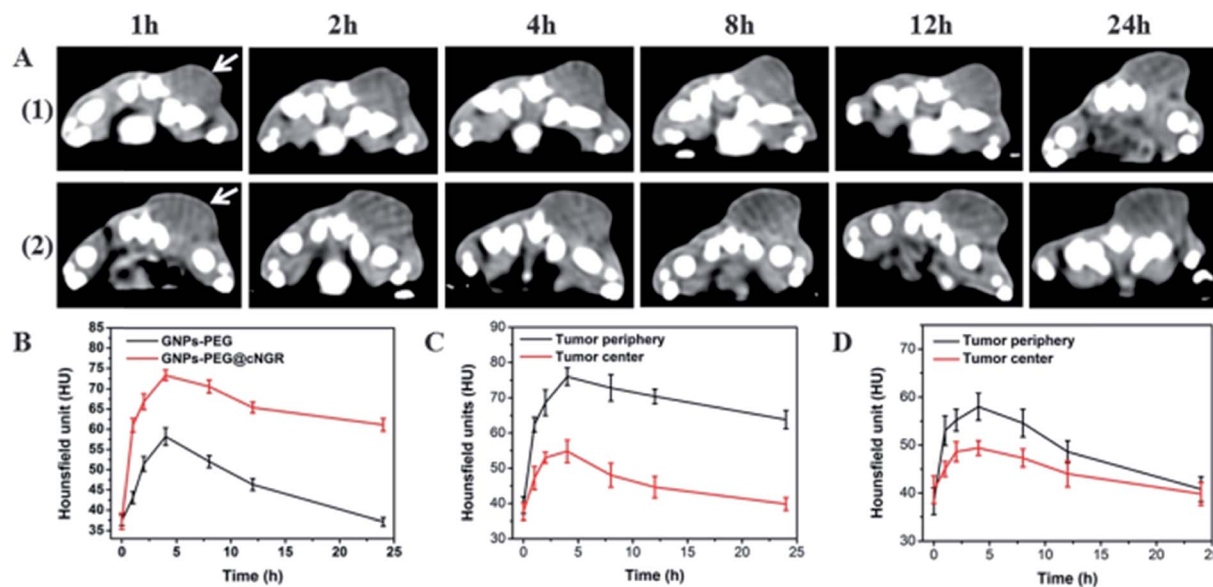 1h 2h 4h 8h 12h 24h
A
(1)
(2)
B
85
80
75
70
65
60
55
50
45
40
35
Hounsfield unit (HU)
GNPs-PEG
GNPs-PEG@cNGR
0 5 10 15 20 25
Time (h)
C
100
90
80
70
60
50
40
30
Hounsfield units (HU)
Tumor periphery
Tumor center
0 5 10 15 20 25
Time (h)
D
70
60
50
40
30
Hounsfield unit (HU)
Tumor periphery
Tumor center
0 5 10 15 20 25
Time (h)